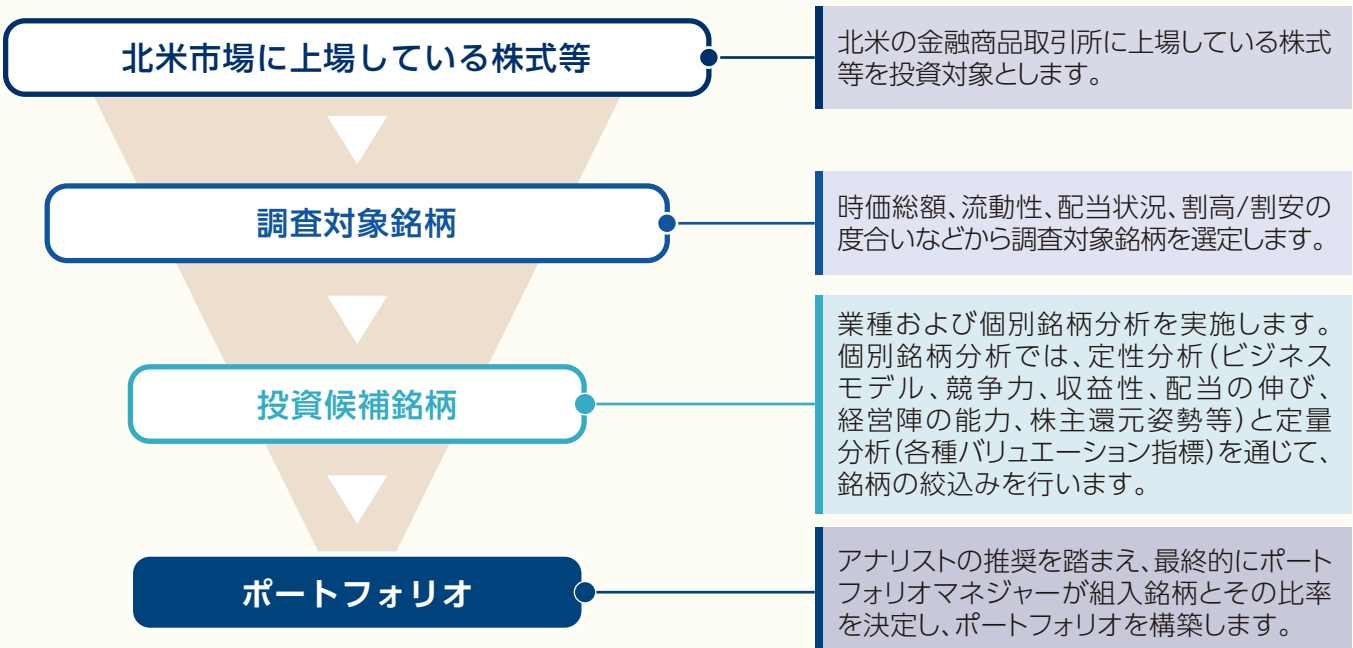 北米市場に上場している株式等
北米の金融商品取引所に上場している株式
等を投資対象とします。
調査対象銘柄
時価総額、流動性、配当状況、割高/割安の
度合いなどから調査対象銘柄を選定します。
投資候補銘柄
業種および個別銘柄分析を実施します。
個別銘柄分析では、定性分析(ビジネス
モデル、競争力、収益性、配当の伸び、
経営陣の能力、株主還元姿勢等)と定量
分析(各種バリュエーション指標)を通じて、
銘柄の絞込みを行います。
ポートフォリオ
アナリストの推奨を踏まえ、最終的にポート
フォリオマネジャーが組入銘柄とその比率
を決定し、ポートフォリオを構築します。